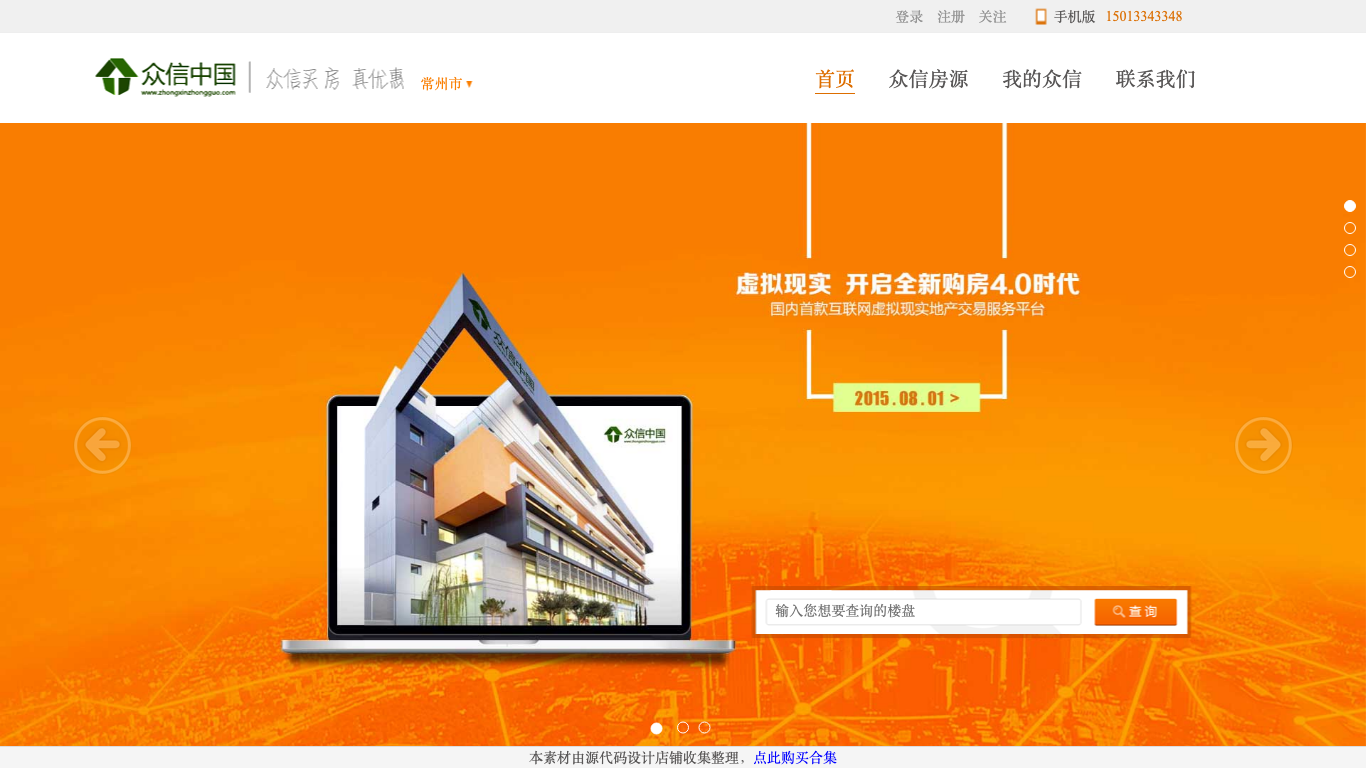 登录 注册 关注 手机版 15013343348
众信中国
www.zhongxinzhongguo.com
众信买房 真优惠
常州市 ▾
首页 众信房源 我的众信 联系我们
虚拟现实 开启全新购房4.0时代
国内首款互联网虚拟现实地产交易服务平台
2015.08.01 >
众信中国
众信中国
www.zhongxinzhongguo.com
输入您想要查询的楼盘
查询
本素材由源代码设计店铺收集整理，点此购买合集